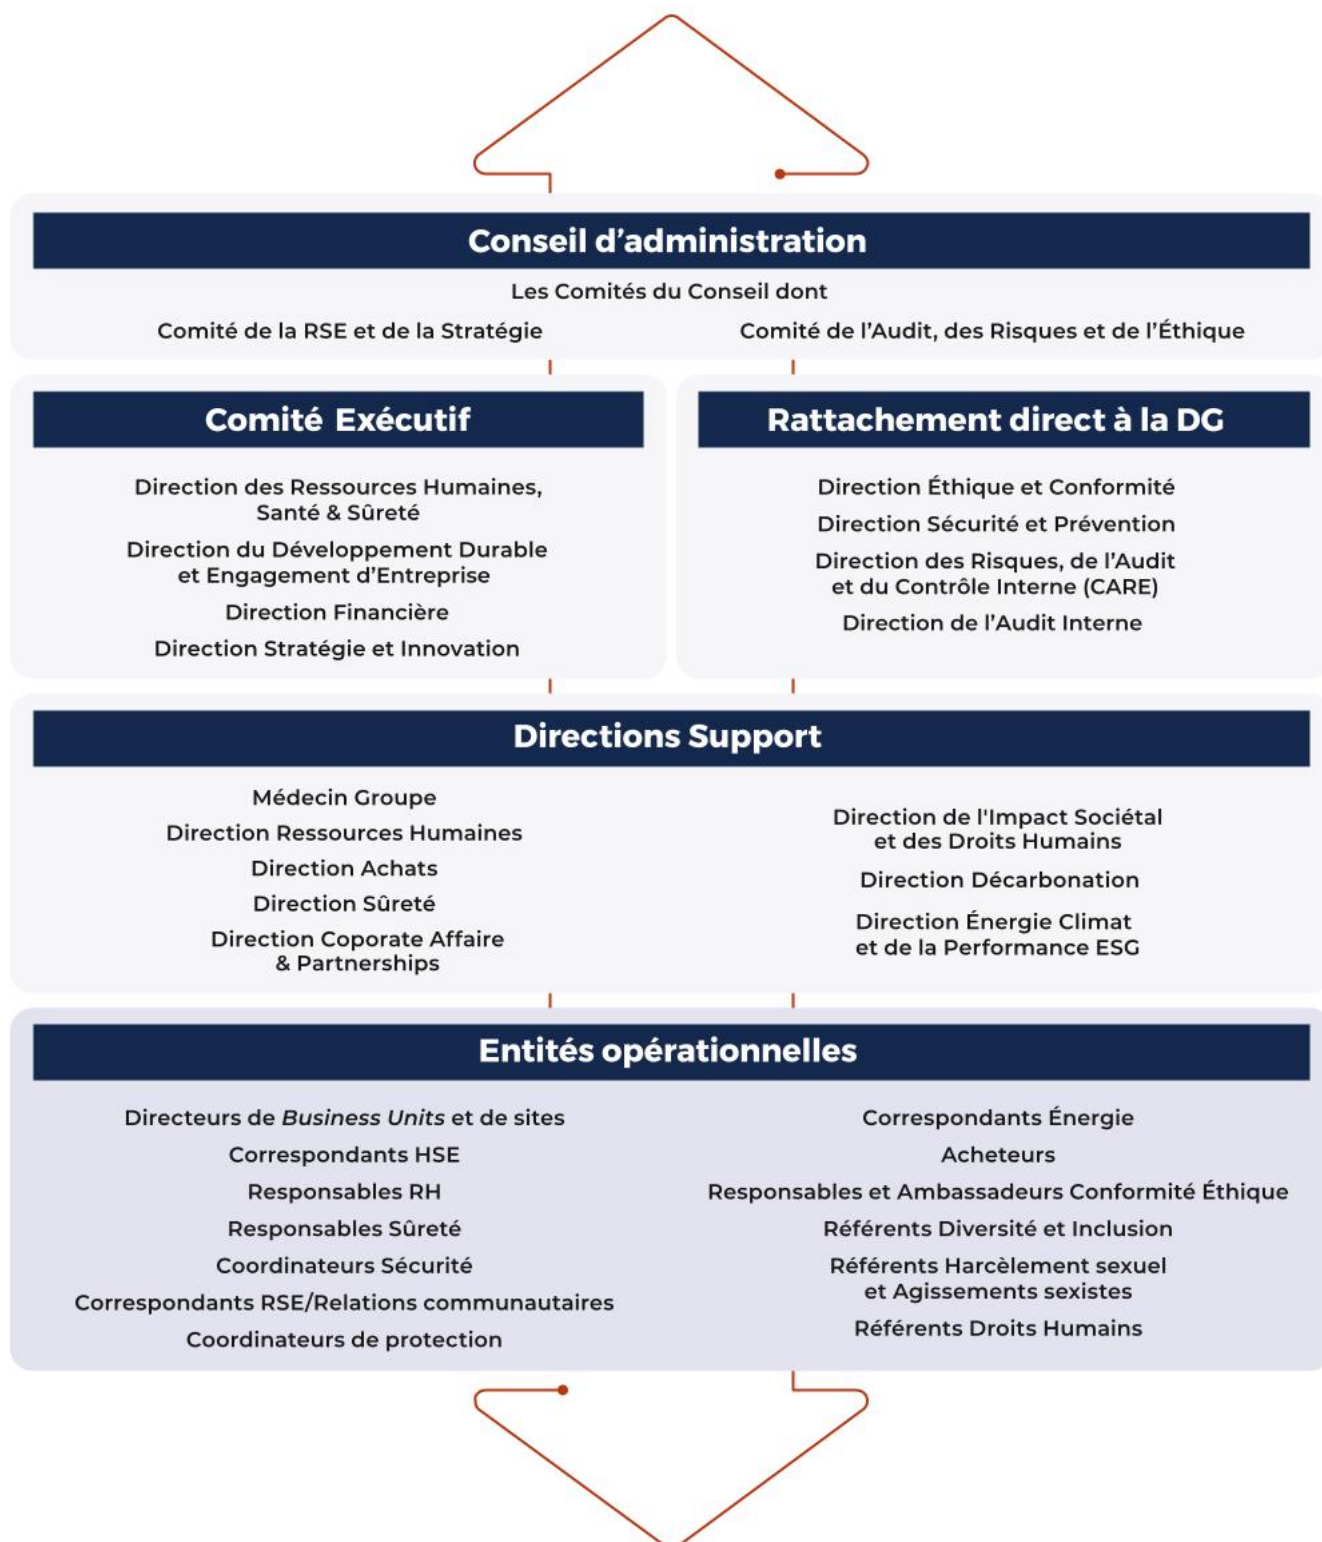 Conseil d'administration
Les Comités du Conseil dont
Comité de la RSE et de la Stratégie
Comité de l'Audit, des Risques et de l'Éthique
Comité Exécutif
Direction des Ressources Humaines,
Santé & Sûreté
Direction du Développement Durable
et Engagement d'Entreprise
Direction Financière
Direction Stratégie et Innovation
Rattachement direct à la DG
Direction Éthique et Conformité
Direction Sécurité et Prévention
Direction des Risques, de l'Audit
et du Contrôle Interne (CARE)
Direction de l'Audit Interne
Directions Support
Médecin Groupe
Direction Ressources Humaines
Direction Achats
Direction Sûreté
Direction Coporate Affaire
& Partnerships
Direction de l'Impact Sociétal
et des Droits Humains
Direction Décarbonation
Direction Énergie Climat
et de la Performance ESG
Entités opérationnelles
Directeurs de Business Units et de sites
Correspondants HSE
Responsables RH
Responsables Sûreté
Coordinateurs Sécurité
Correspondants RSE/Relations communautaires
Coordinateurs de protection
Correspondants Énergie
Acheteurs
Responsables et Ambassadeurs Conformité Éthique
Référents Diversité et Inclusion
Référents Harcèlement sexuel
et Agissements sexistes
Référents Droits Humains